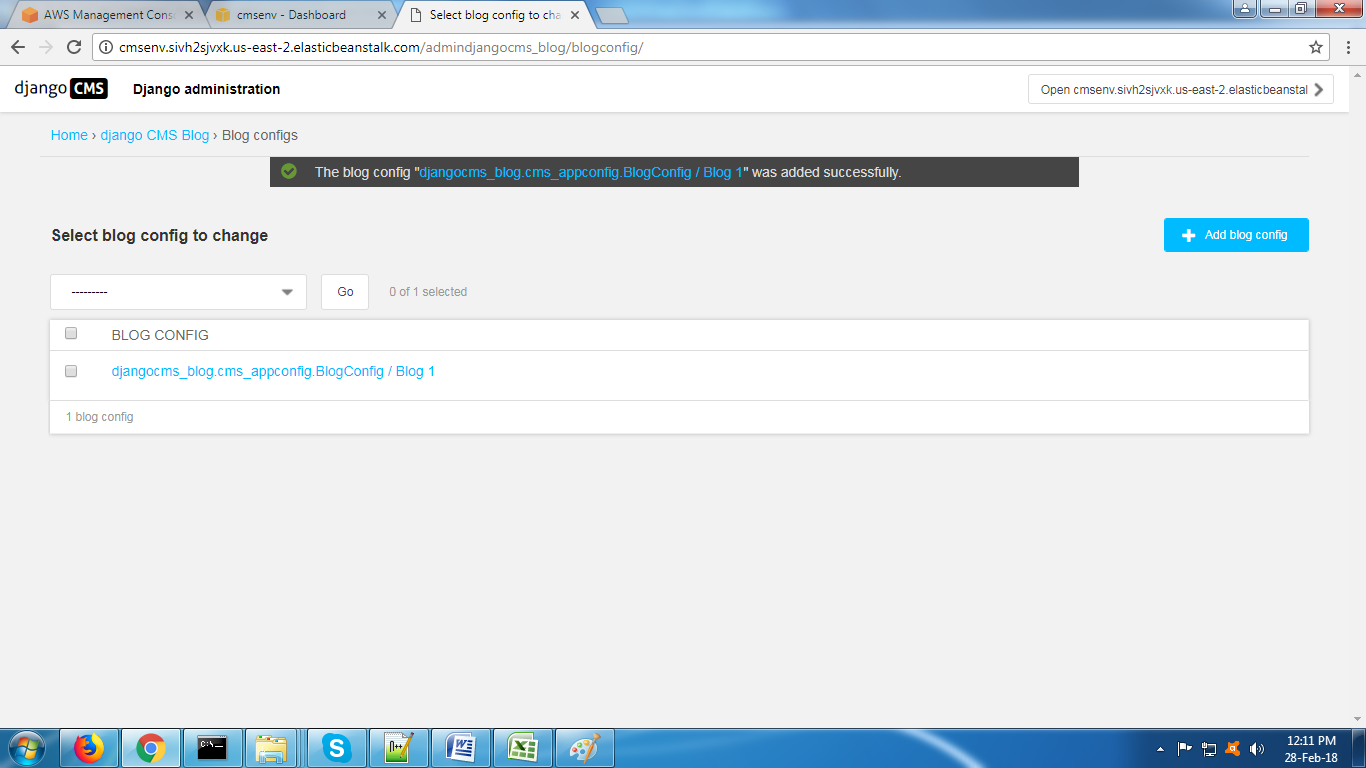 AWS Management Cons
cmsenv - Dashboard
Select blog config to cha
cmsenv.sivh2sjvxk.us-east-2.elasticbeanstalk.com/admindjangocms_blog/blogconfig/
django CMS
Django administration
Open cmsenv.sivh2sjvxk.us-east-2.elasticbeanstal
Home › django CMS Blog › Blog configs
The blog config "djangocms_blog.cms_appconfig.BlogConfig / Blog 1" was added successfully.
Select blog config to change
Add blog config
---------
Go
0 of 1 selected
BLOG CONFIG
djangocms_blog.cms_appconfig.BlogConfig / Blog 1
1 blog config
C:\_
S
n++
W
X
12:11 PM
28-Feb-18